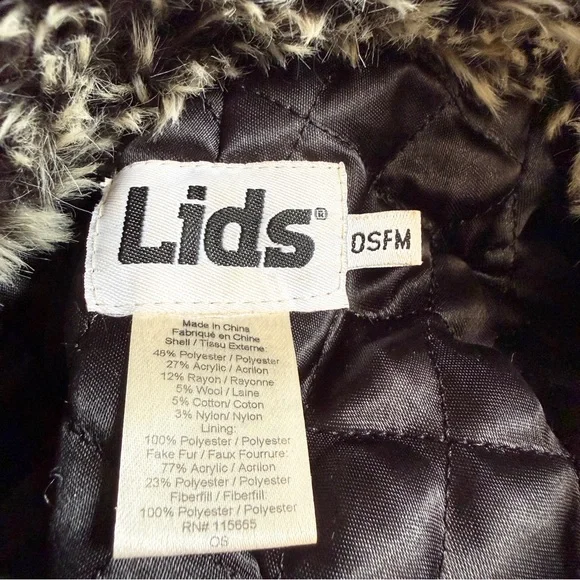 Lids®
OSFM
Made in China
Fabriqué en Chine
Shell / Tissu Externe:
48% Polyester / Polyester
27% Acrylic / Acrilon
12% Rayon / Rayonne
5% Wool / Laine
5% Cotton/ Coton
3% Nylon/ Nylon
Lining:
100% Polyester / Polyester
Fake Fur / Faux Fourrure:
77% Acrylic / Acrilon
23% Polyester / Polyester
Fiberfill / Fiberfill:
100% Polyester / Polyester
RN# 115665
OS